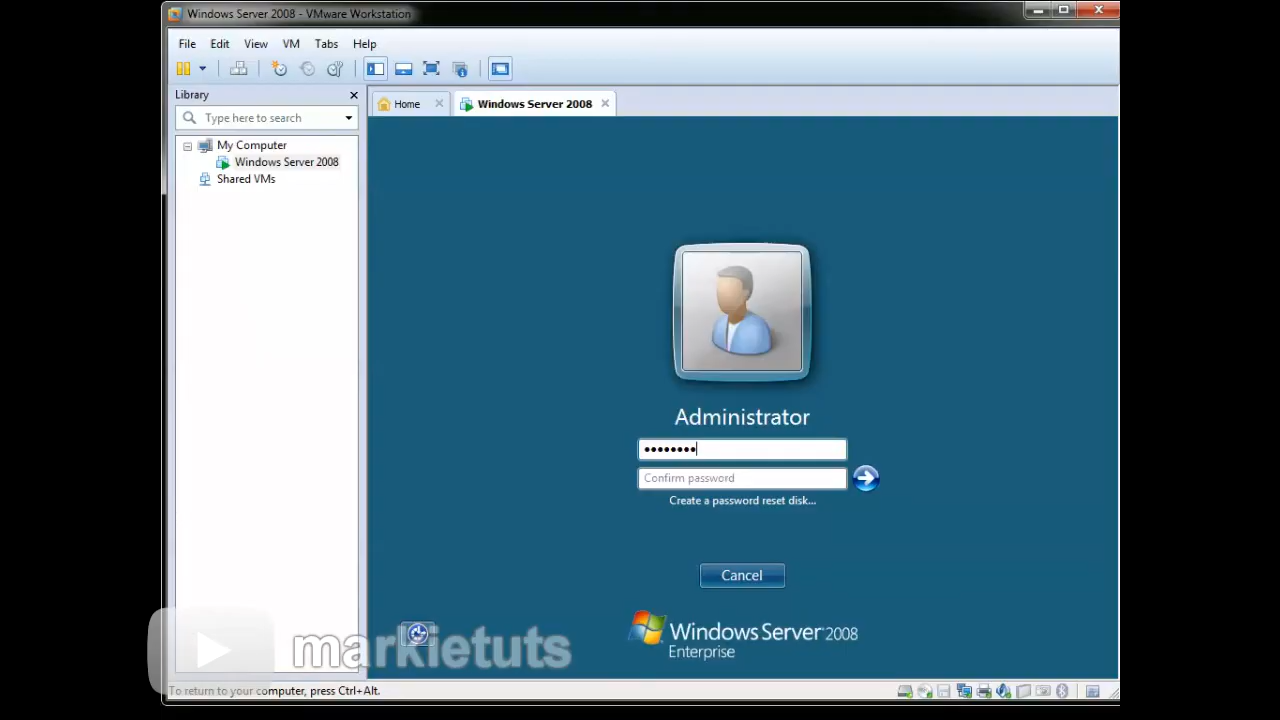 Windows Server 2008 - VMware Workstation
File Edit View VM Tabs Help
Library
Type here to search
My Computer
Windows Server 2008
Shared VMs
Home
Windows Server 2008
Administrator
••••••••
Confirm password
Create a password reset disk...
Cancel
Windows Server 2008
Enterprise
markietuts
To return to your computer, press Ctrl+Alt.